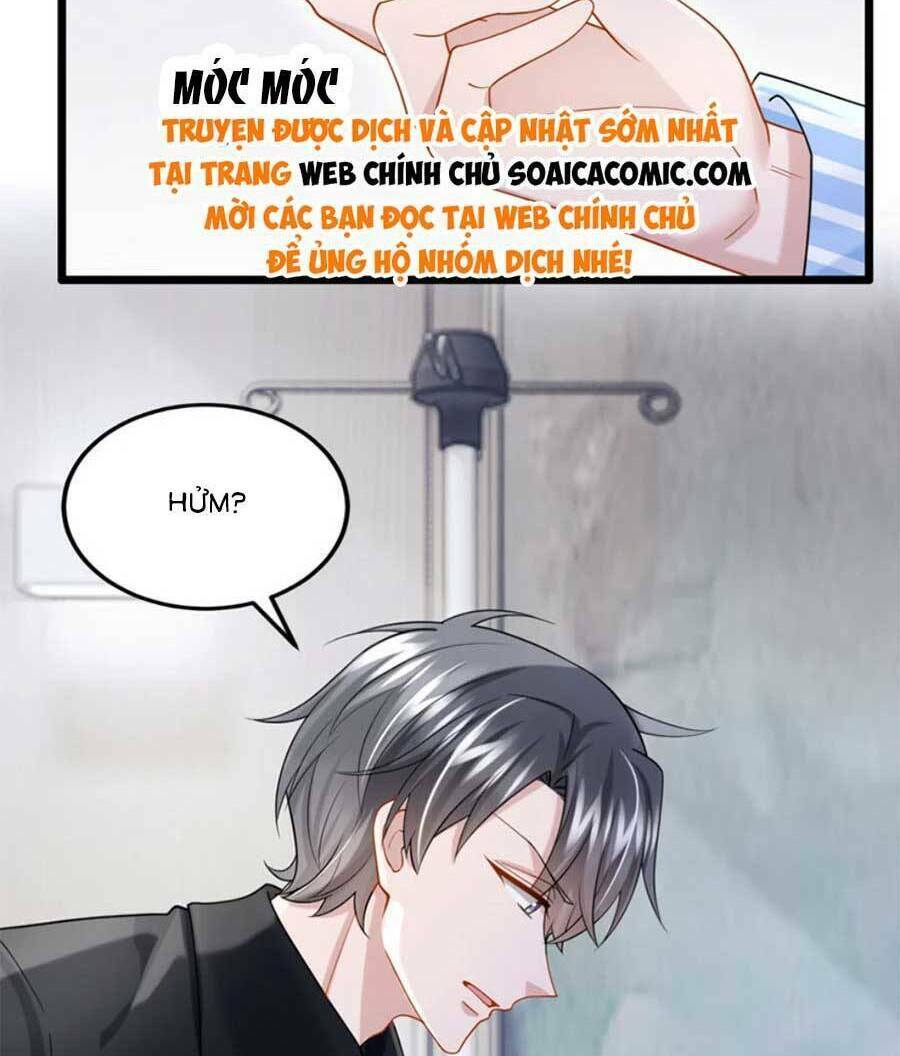 MÓC MÓC
TRUYỆN ĐƯỢC DỊCH VÀ CẬP NHẬT SỚM NHẤT
TẠI TRANG WEB CHÍNH CHỦ SOAICACOMIC.COM
MỜI CÁC BẠN ĐỌC TẠI WEB CHÍNH CHỦ
ĐỂ ỦNG HỘ NHÓM DỊCH NHÉ!
HỬM?